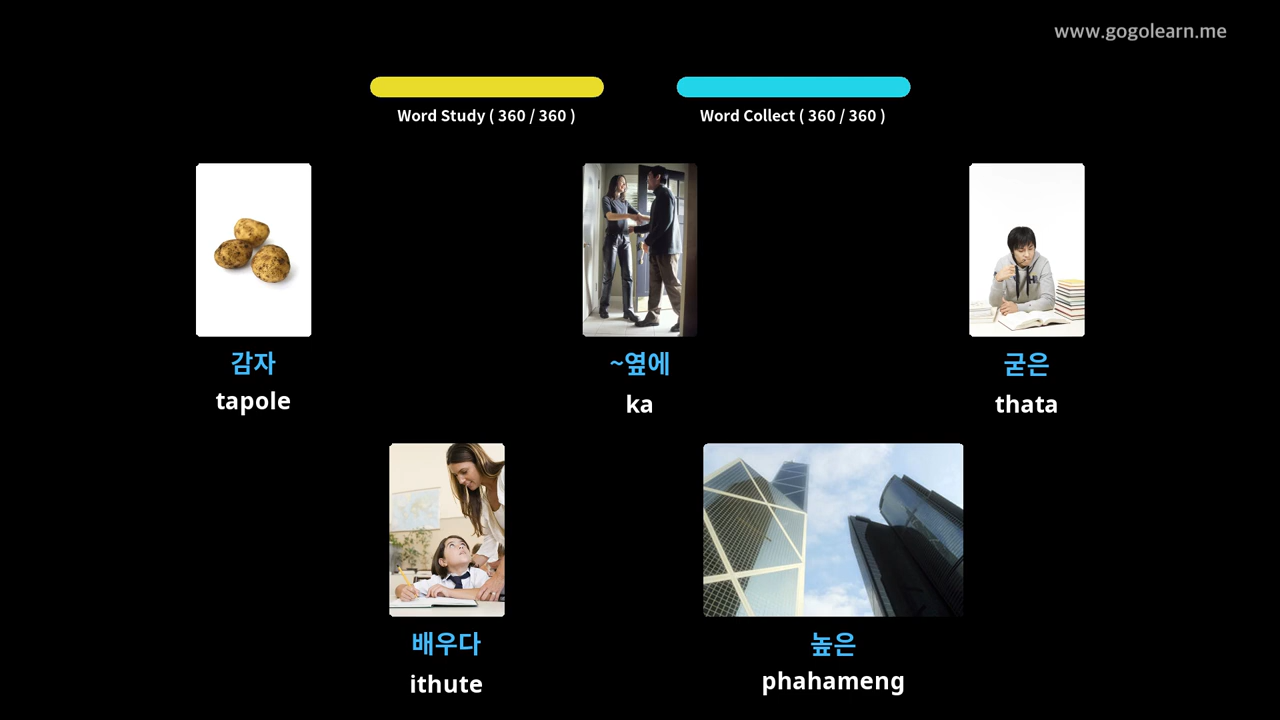 www.gogolearn.me
Word Study ( 360 / 360 )
Word Collect ( 360 / 360 )
감자
tapole
~옆에
ka
굳은
thata
배우다
ithute
높은
phahameng